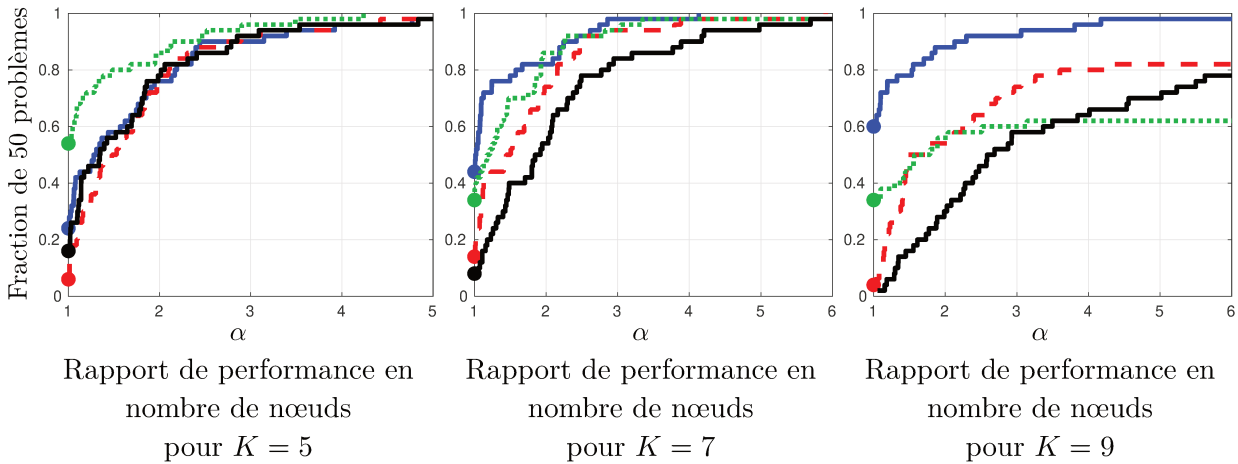 Fraction de 50 problèmes
1
0.8
0.6
0.4
0.2
0
1 2 3 4 5
α
Rapport de performance en
nombre de nœuds
pour K = 5
1
0.8
0.6
0.4
0.2
0
1 2 3 4 5 6
α
Rapport de performance en
nombre de nœuds
pour K = 7
1
0.8
0.6
0.4
0.2
0
1 2 3 4 5 6
α
Rapport de performance en
nombre de nœuds
pour K = 9